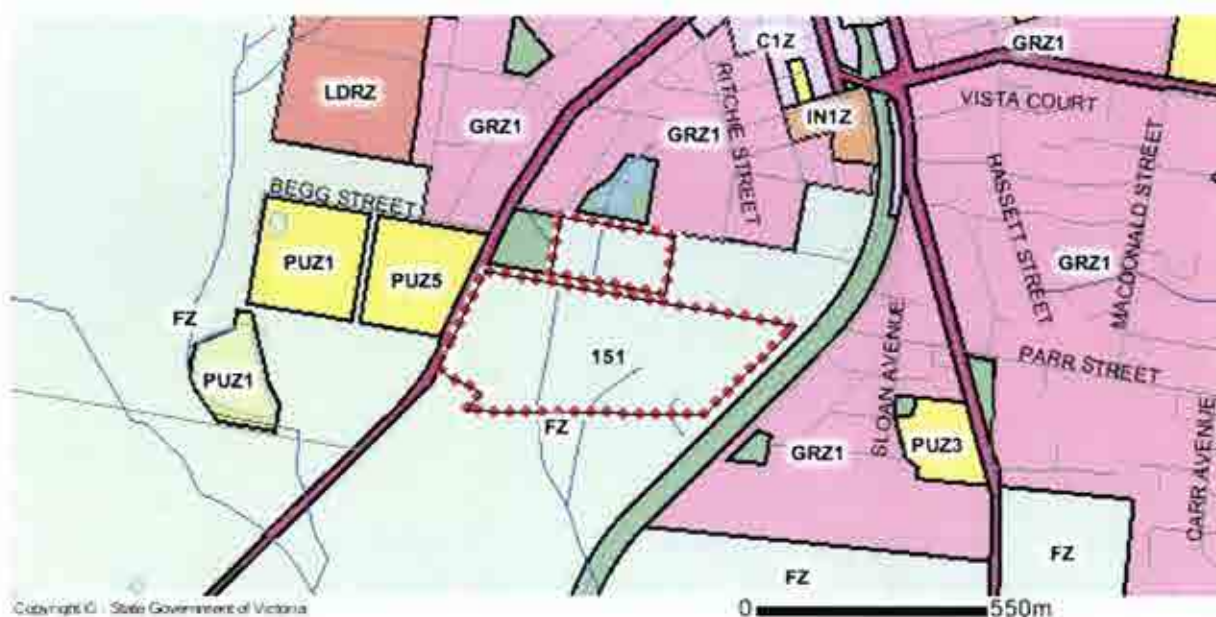 C1Z
GRZ1
LDRZ
GRZ1
GRZ1
RITCHIE STREET
IN1Z
VISTA COURT
HASSETT STREET
MACDONALD STREET
BEGG STREET
PUZ1
PUZ5
GRZ1
FZ
PUZ1
151
SLOAN AVENUE
PARR STREET
FZ
GRZ1
PUZ3
CARR AVENUE
FZ
FZ
Copyright © - State Government of Victoria
0 550m